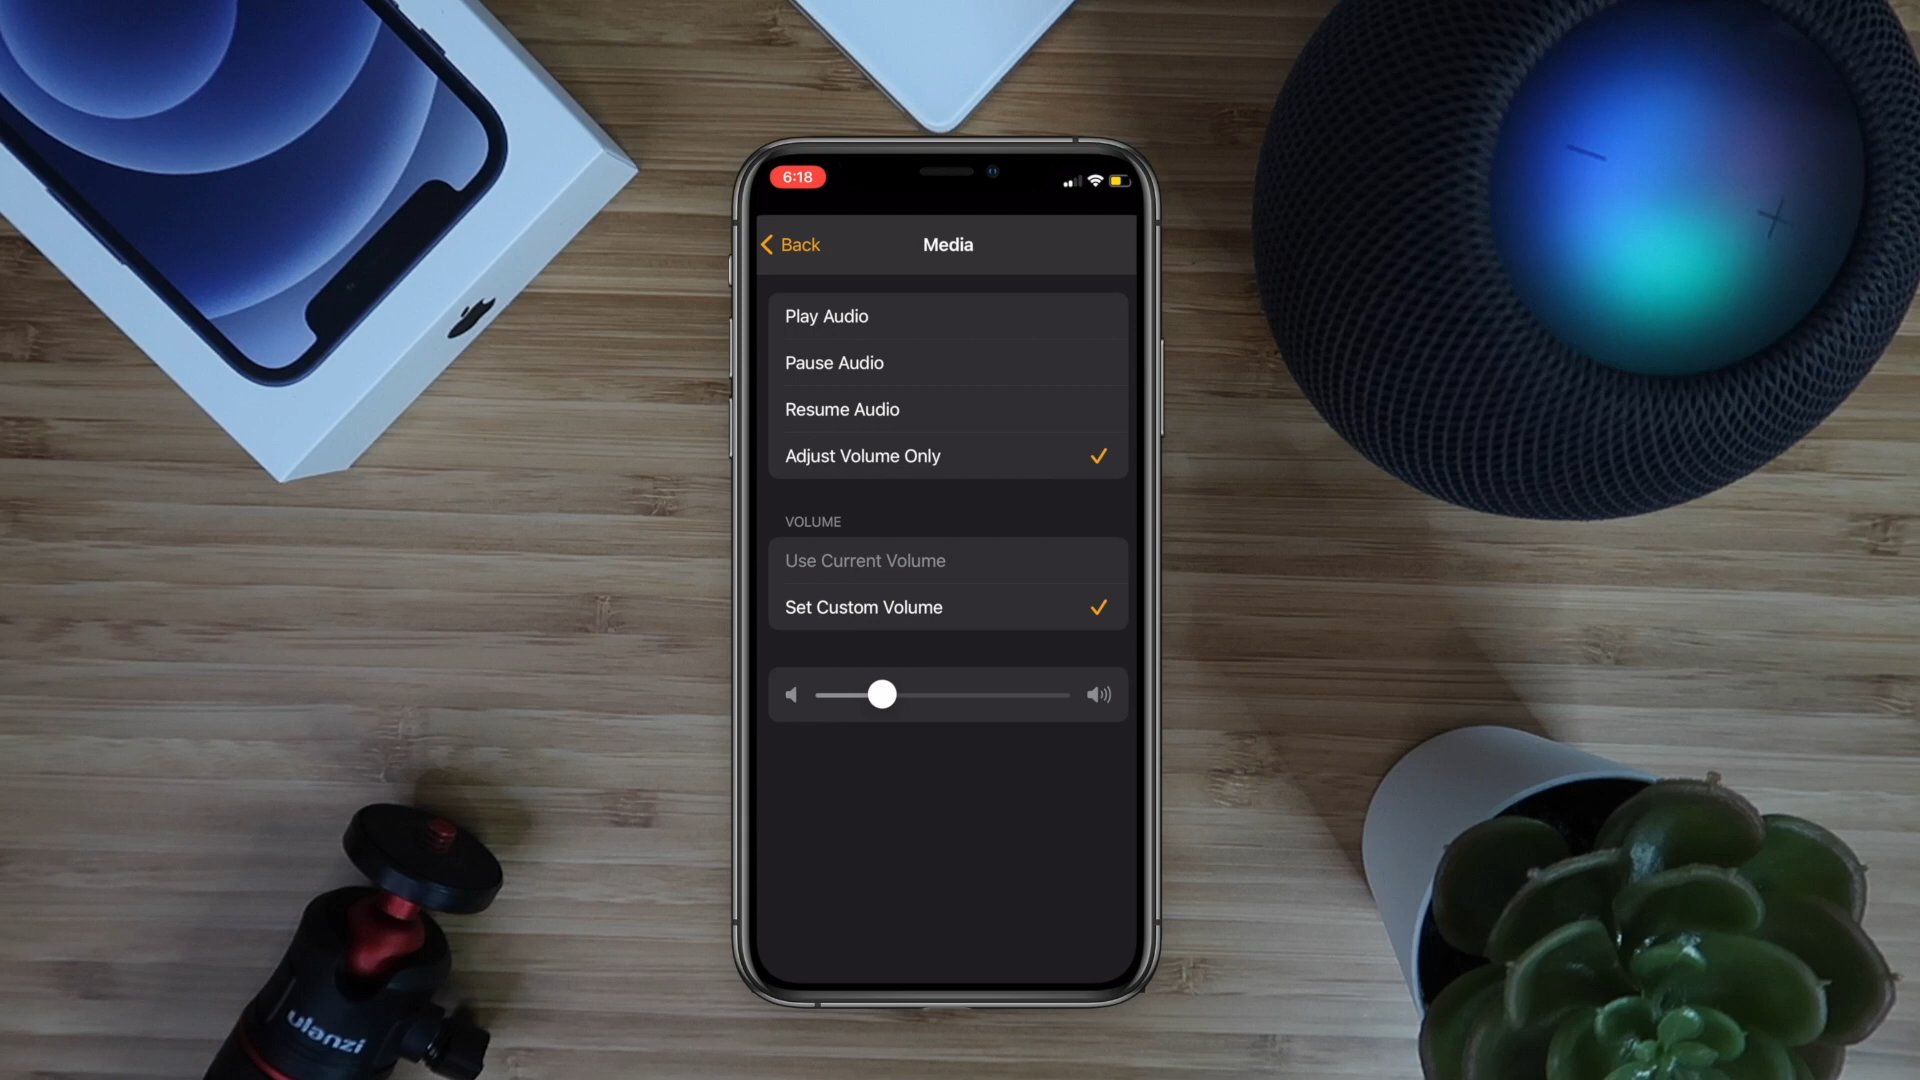 6:18
Back
Media
Play Audio
Pause Audio
Resume Audio
Adjust Volume Only
VOLUME
Use Current Volume
Set Custom Volume
ulanzi